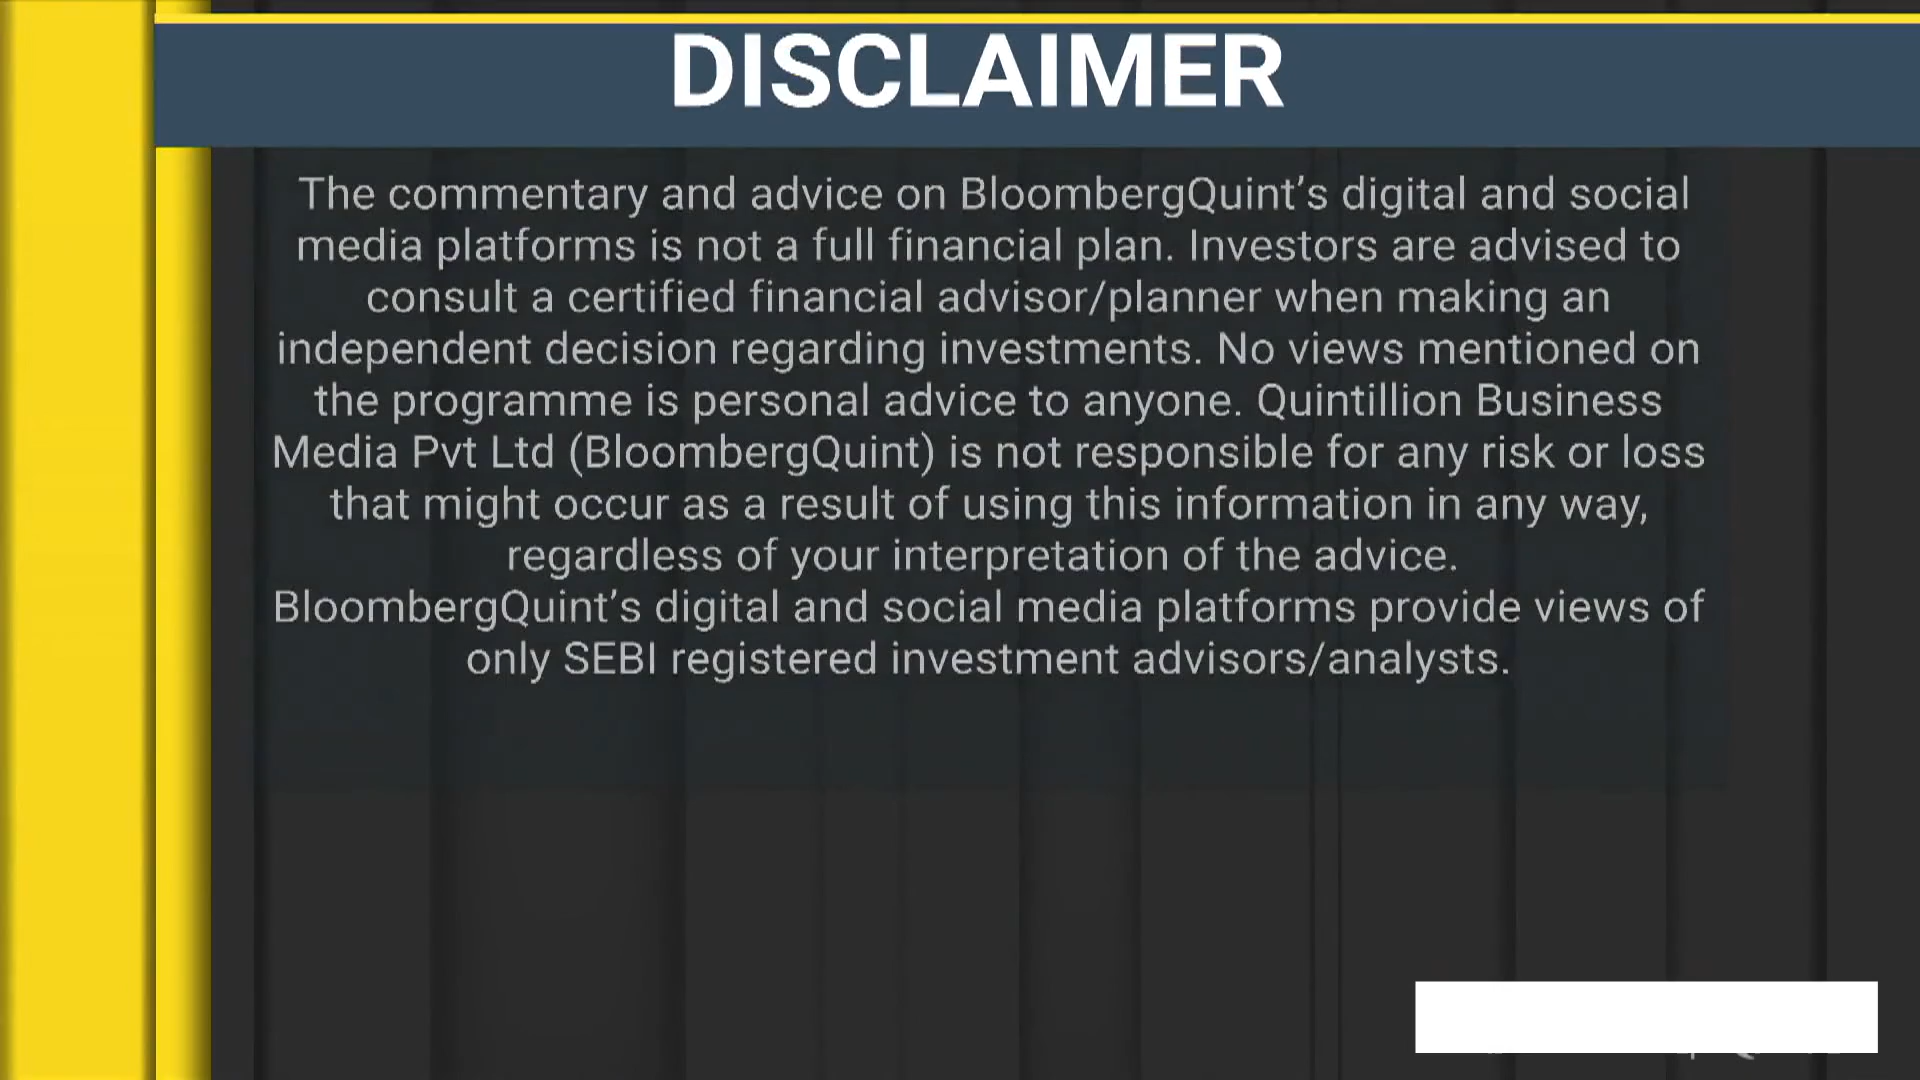 DISCLAIMER
The commentary and advice on BloombergQuint’s digital and social
media platforms is not a full financial plan. Investors are advised to
consult a certified financial advisor/planner when making an
independent decision regarding investments. No views mentioned on
the programme is personal advice to anyone. Quintillion Business
Media Pvt Ltd (BloombergQuint) is not responsible for any risk or loss
that might occur as a result of using this information in any way,
regardless of your interpretation of the advice.
BloombergQuint’s digital and social media platforms provide views of
only SEBI registered investment advisors/analysts.